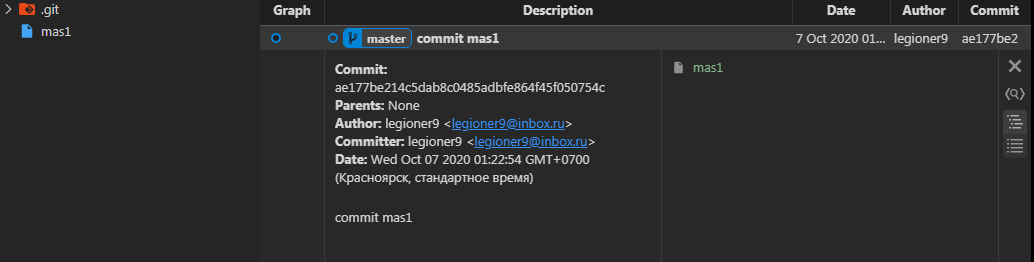 .git
mas1
Graph Description Date Author Commit
master commit mas1 7 Oct 2020 01... legioner9 ae177be2
Commit:
ae177be214c5dab8c0485adbfe864f45f050754c
Parents: None
Author: legioner9 <legioner9@inbox.ru>
Committer: legioner9 <legioner9@inbox.ru>
Date: Wed Oct 07 2020 01:22:54 GMT+0700
(Красноярск, стандартное время)
commit mas1
mas1